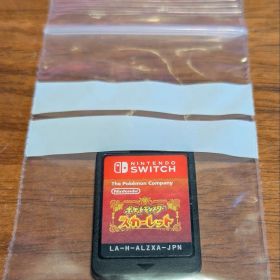 NINTENDO
SWITCH
The Pokémon Company
Nintendo
ポケットモンスター
スカーレット
LA-H-ALZXA-JPN